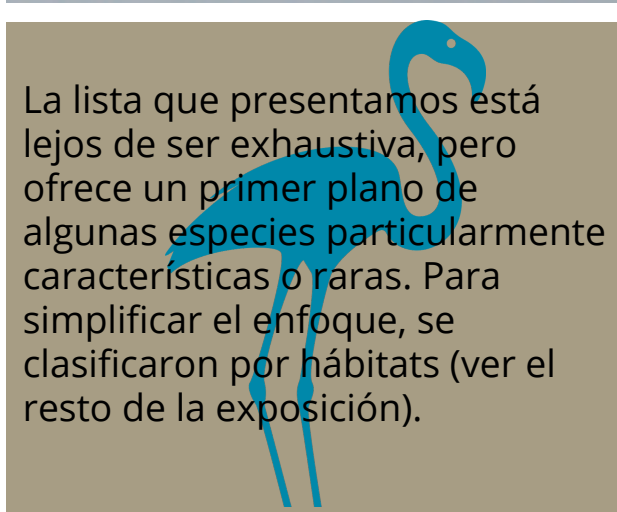 La lista que presentamos está
lejos de ser exhaustiva, pero
ofrece un primer plano de
algunas especies particularmente
características o raras. Para
simplificar el enfoque, se
clasificaron por hábitats (ver el
resto de la exposición).